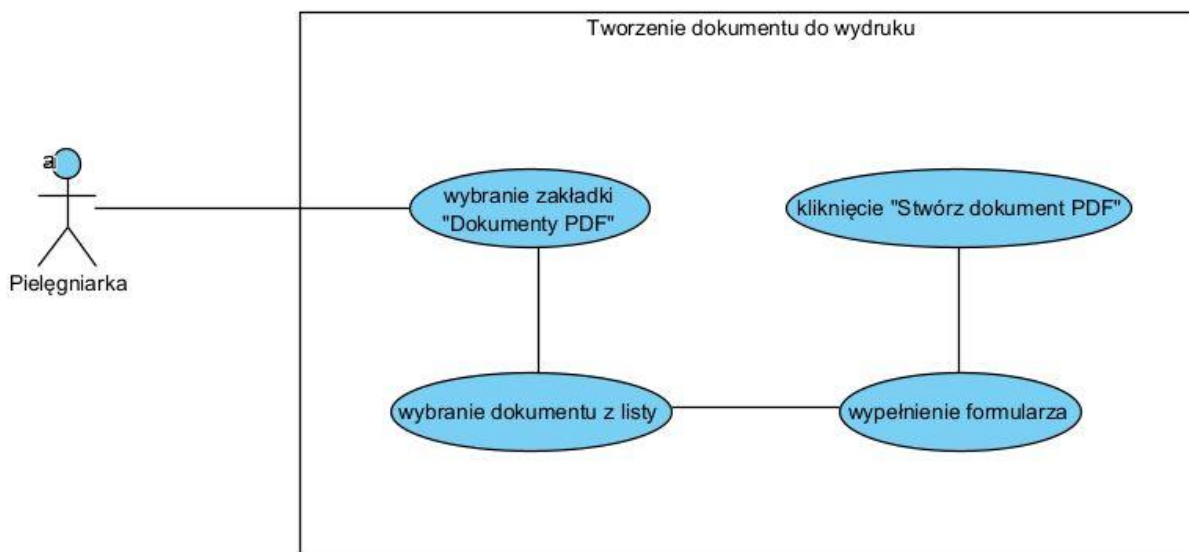 Tworzenie dokumentu do wydruku
Pielęgniarka
wybranie zakładki
"Dokumenty PDF"
kliknięcie "Stwórz dokument PDF"
wybranie dokumentu z listy
wypełnienie formularza